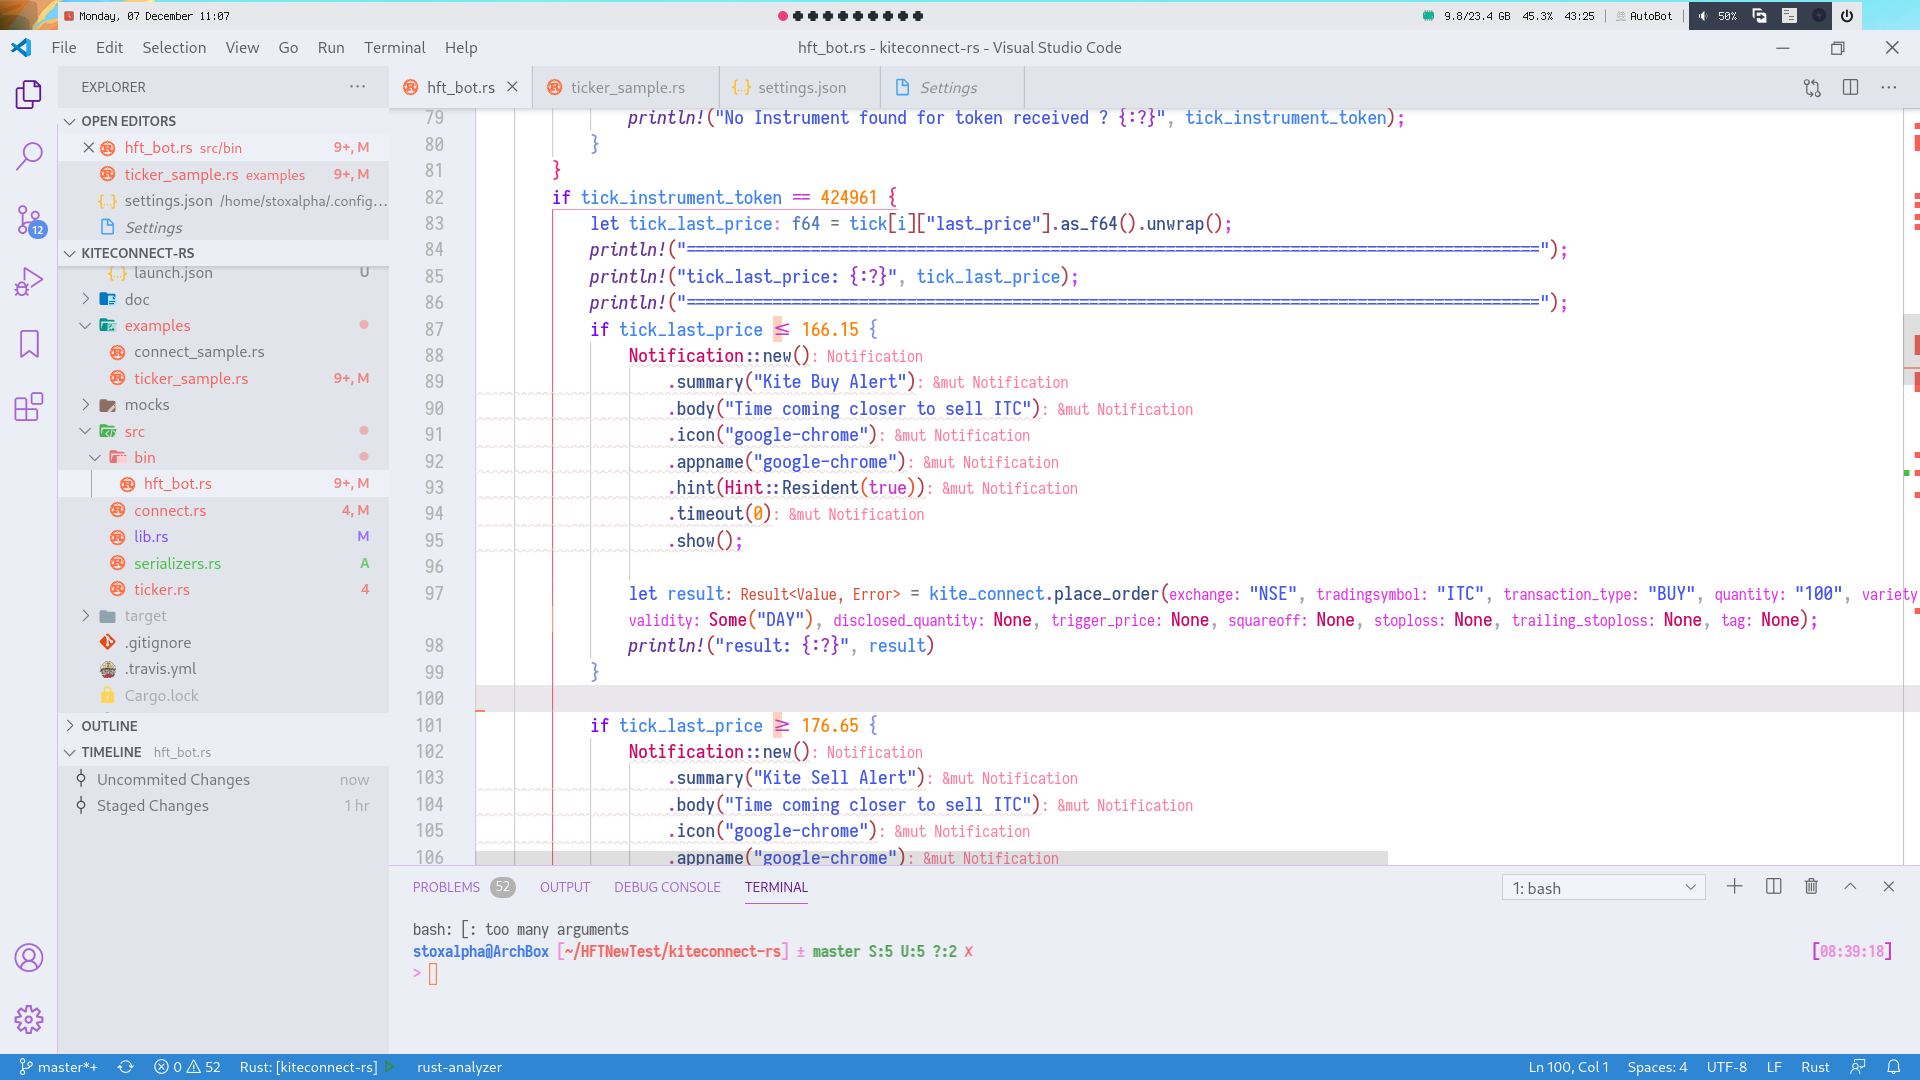 Monday, 07 December 11:07
9.8/23.4 GB 45.3% 43:25 | AutoBot | 50%
File Edit Selection View Go Run Terminal Help
hft_bot.rs - kiteconnect-rs - Visual Studio Code
EXPLORER
hft_bot.rs ticker_sample.rs {..} settings.json Settings
OPEN EDITORS
hft_bot.rs src/bin 9+, M
ticker_sample.rs examples 9+, M
{..} settings.json /home/stoxalpha/.config...
Settings
KITECONNECT-RS
{..} launch.json U
doc
examples
connect_sample.rs
ticker_sample.rs 9+, M
mocks
src
bin
hft_bot.rs 9+, M
connect.rs 4, M
lib.rs M
serializers.rs A
ticker.rs 4
target
.gitignore
.travis.yml
Cargo.lock
OUTLINE
TIMELINE hft_bot.rs
Uncommited Changes now
Staged Changes 1 hr
12
79 println!("No Instrument found for token received ? {:?}", tick_instrument_token);
80 }
81 }
82 if tick_instrument_token == 424961 {
83 let tick_last_price: f64 = tick[i]["last_price"].as_f64().unwrap();
84 println!("=========================================================================================");
85 println!("tick_last_price: {:?}", tick_last_price);
86 println!("=========================================================================================");
87 if tick_last_price ≤ 166.15 {
88 Notification::new(): Notification
89 .summary("Kite Buy Alert"): &mut Notification
90 .body("Time coming closer to sell ITC"): &mut Notification
91 .icon("google-chrome"): &mut Notification
92 .appname("google-chrome"): &mut Notification
93 .hint(Hint::Resident(true)): &mut Notification
94 .timeout(0): &mut Notification
95 .show();
96
97 let result: Result<Value, Error> = kite_connect.place_order(exchange: "NSE", tradingsymbol: "ITC", transaction_type: "BUY", quantity: "100", variety
validity: Some("DAY"), disclosed_quantity: None, trigger_price: None, squareoff: None, stoploss: None, trailing_stoploss: None, tag: None);
98 println!("result: {:?}", result)
99 }
100
101 if tick_last_price ≥ 176.65 {
102 Notification::new(): Notification
103 .summary("Kite Sell Alert"): &mut Notification
104 .body("Time coming closer to sell ITC"): &mut Notification
105 .icon("google-chrome"): &mut Notification
106 .appname("google-chrome"): &mut Notification
PROBLEMS 52 OUTPUT DEBUG CONSOLE TERMINAL 1: bash
bash: [: too many arguments
stoxalpha@ArchBox [~/HFTNewTest/kiteconnect-rs] ± master S:5 U:5 ?:2 ✗ [08:39:18]
>
master*+ 0 52 Rust: [kiteconnect-rs] rust-analyzer Ln 100, Col 1 Spaces: 4 UTF-8 LF Rust